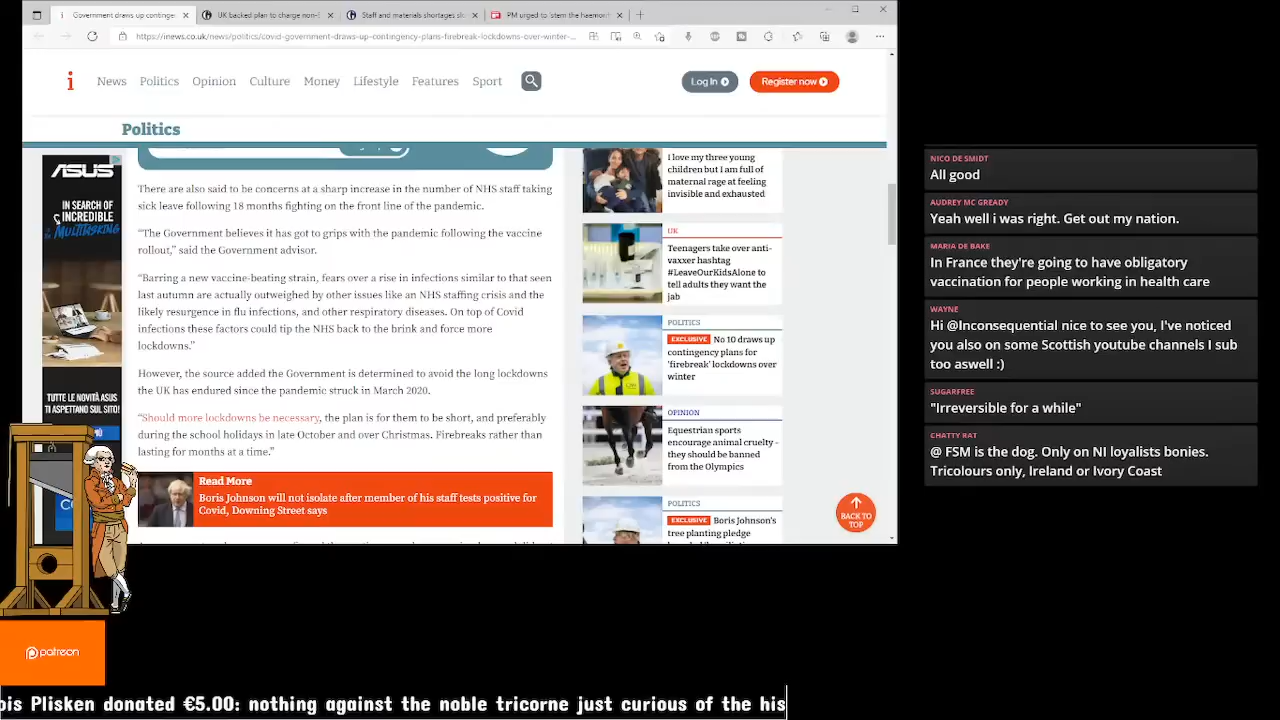 Government draws up continge
UK backed plan to charge non-E
Staff and materials shortages slo
PM urged to 'stem the haemorr
https://inews.co.uk/news/politics/covid-government-draws-up-contingency-plans-firebreak-lockdowns-over-winter-...
i
News
Politics
Opinion
Culture
Money
Lifestyle
Features
Sport
Log In
Register now
Politics
ASUS
IN SEARCH OF
INCREDIBLE
MULTITASKING
TUTTE LE NOVITÀ ASUS
TI ASPETTANO SUL SITO!
There are also said to be concerns at a sharp increase in the number of NHS staff taking
sick leave following 18 months fighting on the front line of the pandemic.
“The Government believes it has got to grips with the pandemic following the vaccine
rollout,” said the Government advisor.
“Barring a new vaccine-beating strain, fears over a rise in infections similar to that seen
last autumn are actually outweighed by other issues like an NHS staffing crisis and the
likely resurgence in flu infections, and other respiratory diseases. On top of Covid
infections these factors could tip the NHS back to the brink and force more
lockdowns.”
However, the source added the Government is determined to avoid the long lockdowns
the UK has endured since the pandemic struck in March 2020.
“Should more lockdowns be necessary, the plan is for them to be short, and preferably
during the school holidays in late October and over Christmas. Firebreaks rather than
lasting for months at a time.”
Read More
Boris Johnson will not isolate after member of his staff tests positive for
Covid, Downing Street says
I love my three young
children but I am full of
maternal rage at feeling
invisible and exhausted
UK
Teenagers take over anti-
vaxxer hashtag
#LeaveOurKidsAlone to
tell adults they want the
jab
POLITICS
EXCLUSIVE No 10 draws up
contingency plans for
‘firebreak’ lockdowns over
winter
OPINION
Equestrian sports
encourage animal cruelty –
they should be banned
from the Olympics
POLITICS
EXCLUSIVE Boris Johnson’s
tree planting pledge
BACK TO
TOP
NICO DE SMIDT
All good
AUDREY MC GREADY
Yeah well i was right. Get out my nation.
MARIA DE BAKE
In France they're going to have obligatory
vaccination for people working in health care
WAYNE
Hi @Inconsequential nice to see you, I've noticed
you also on some Scottish youtube channels I sub
too aswell :)
SUGARFREE
"Irreversible for a while"
CHATTY RAT
@ FSM is the dog. Only on NI loyalists bonies.
Tricolours only, Ireland or Ivory Coast
patreon
ois Plisken donated €5.00: nothing against the noble tricorne just curious of the his